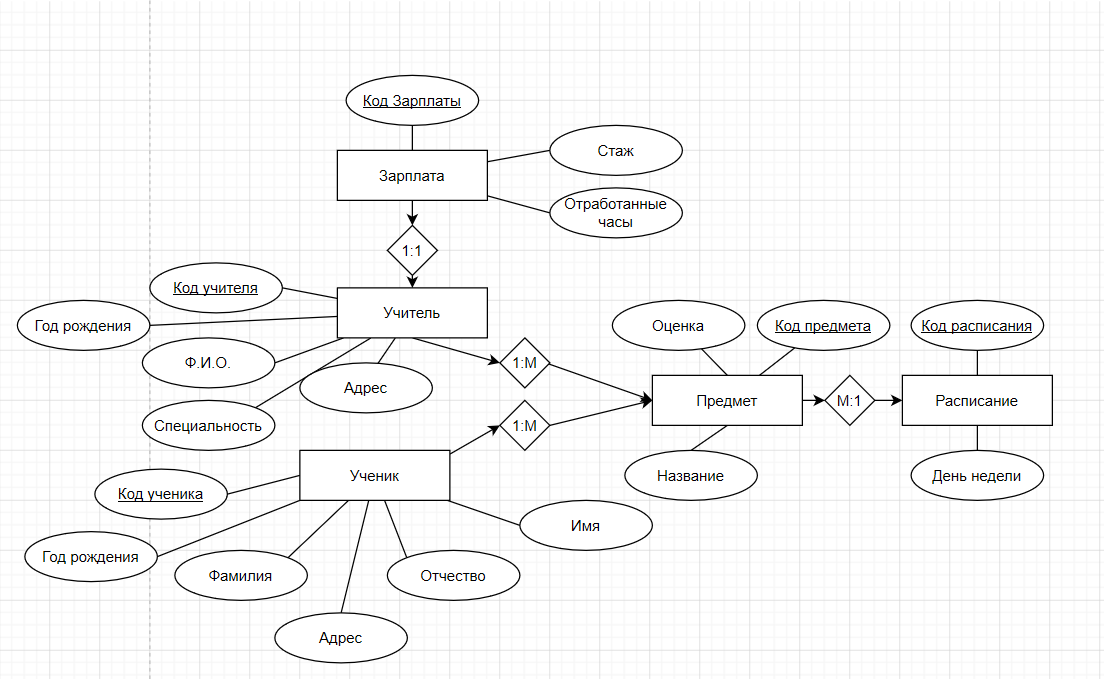 Код Зарплаты
Стаж
Зарплата
Отработанные
часы
1:1
Код учителя
Учитель
Год рождения
Оценка
Код предмета
Код расписания
Ф.И.О.
1:М
Адрес
Предмет
М:1
Расписание
Специальность
1:М
Ученик
Название
День недели
Код ученика
Имя
Год рождения
Фамилия
Отчество
Адрес